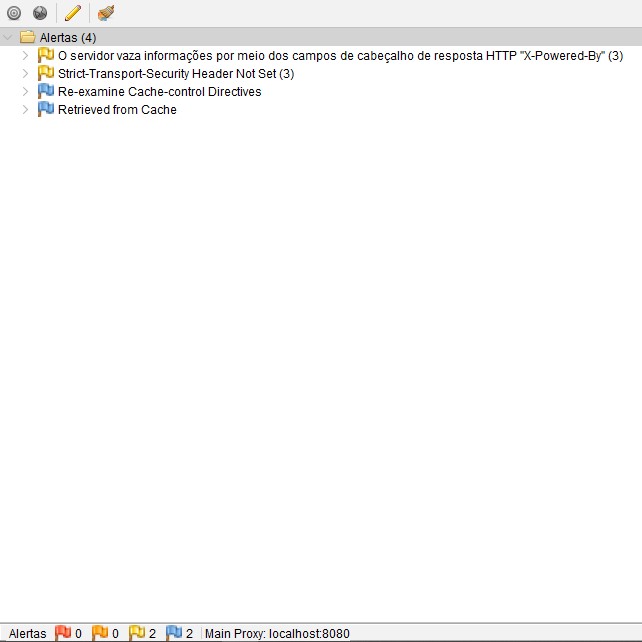 Alertas (4)
O servidor vaza informações por meio dos campos de cabeçalho de resposta HTTP "X-Powered-By" (3)
Strict-Transport-Security Header Not Set (3)
Re-examine Cache-control Directives
Retrieved from Cache
Alertas 0 0 2 2 Main Proxy: localhost:8080